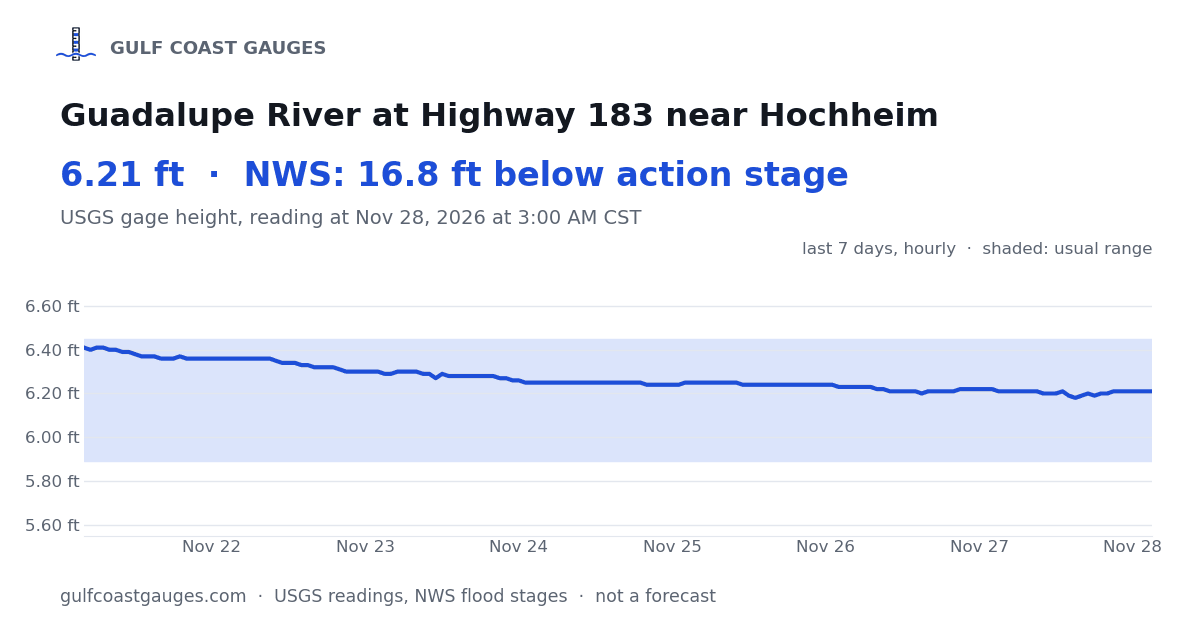 GULF COAST GAUGES
Guadalupe River at Highway 183 near Hochheim
6.21 ft · NWS: 16.8 ft below action stage
USGS gage height, reading at Nov 28, 2026 at 3:00 AM CST
last 7 days, hourly · shaded: usual range
6.60 ft
6.40 ft
6.20 ft
6.00 ft
5.80 ft
5.60 ft
Nov 22 Nov 23 Nov 24 Nov 25 Nov 26 Nov 27 Nov 28
gulfcoastgauges.com · USGS readings, NWS flood stages · not a forecast